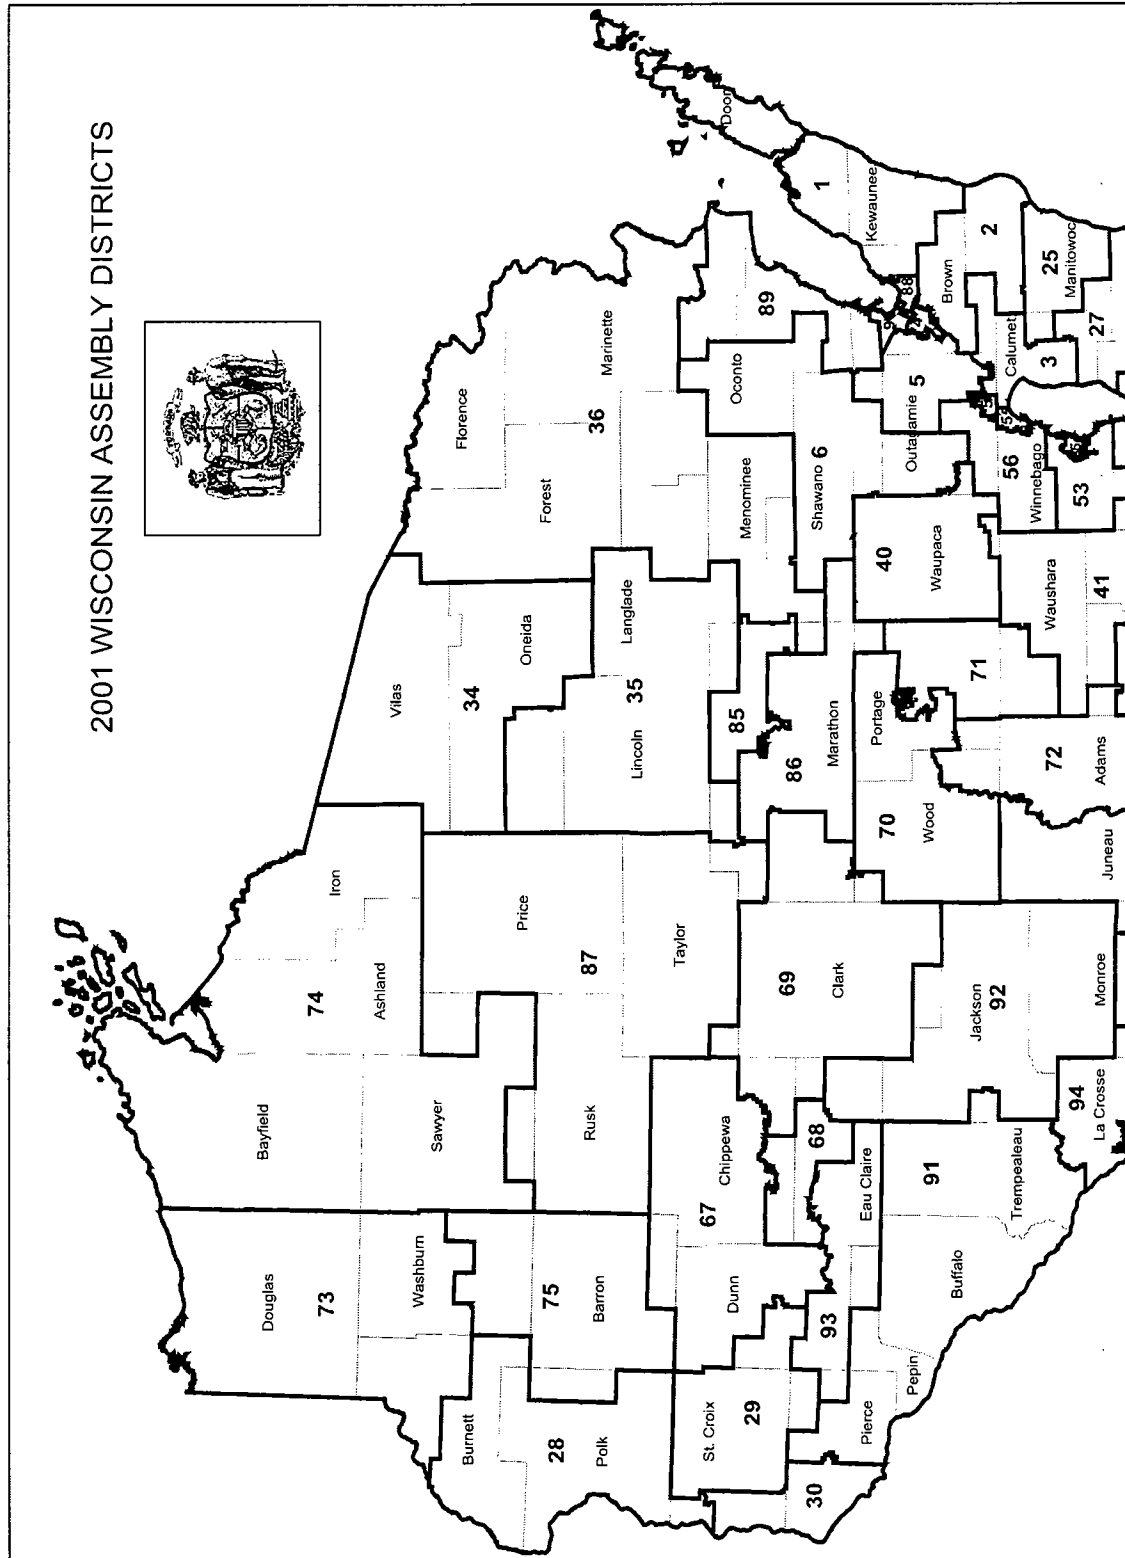 2001 WISCONSIN ASSEMBLY DISTRICTS
Bayfield
74
Ashland
Iron
Douglas
73
Washburn
Sawyer
Vilas
34
Oneida
Florence
Forest
36
Marinette
Burnett
28
Polk
75
Barron
Rusk
Price
87
Taylor
35
Lincoln
Langlade
89
Oconto
Menominee
Shawano
6
St. Croix
29
30
Pierce
Pepin
Dunn
67
Chippewa
68
93
Eau Claire
69
Clark
85
86
Marathon
Door
1
Kewaunee
88
4
Brown
5
Outagamie
40
Waupaca
Portage
71
70
Wood
Buffalo
91
Trempealeau
Jackson
92
Monroe
94
La Crosse
Juneau
72
Adams
Waushara
41
56
Winnebago
53
Calumet
3
2
25
Manitowoc
27